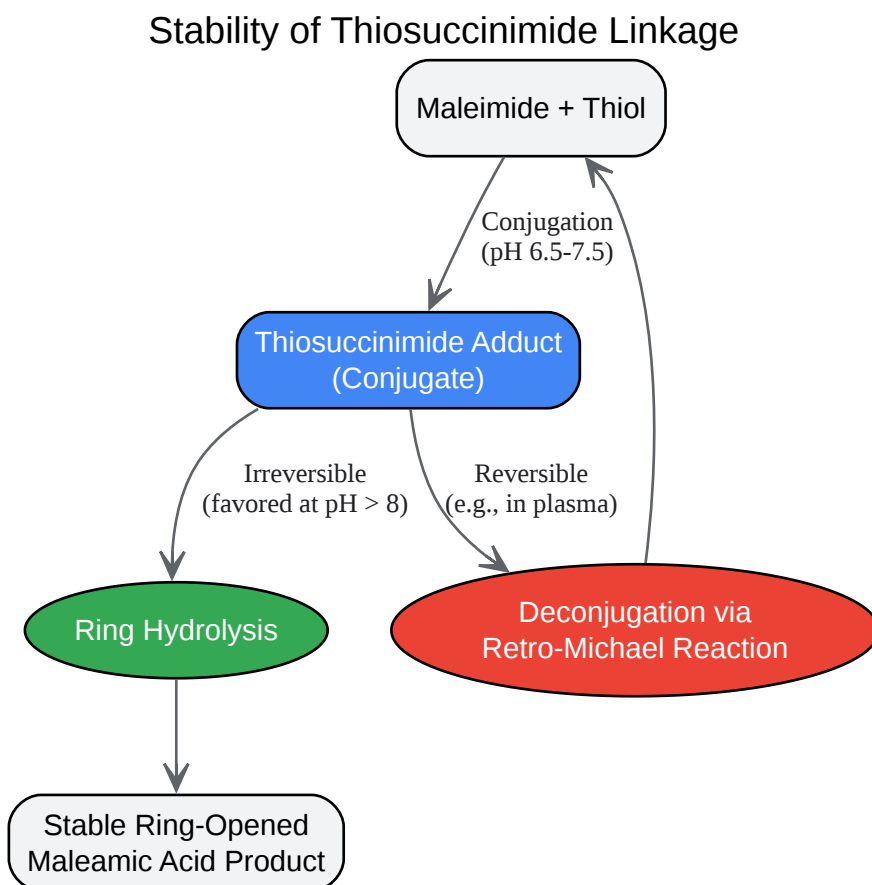 Stability of Thiosuccinimide Linkage
Maleimide + Thiol
Conjugation
(pH 6.5-7.5)
Thiosuccinimide Adduct
(Conjugate)
Irreversible
(favored at pH > 8)
Reversible
(e.g., in plasma)
Ring Hydrolysis
Deconjugation via
Retro-Michael Reaction
Stable Ring-Opened
Maleamic Acid Product